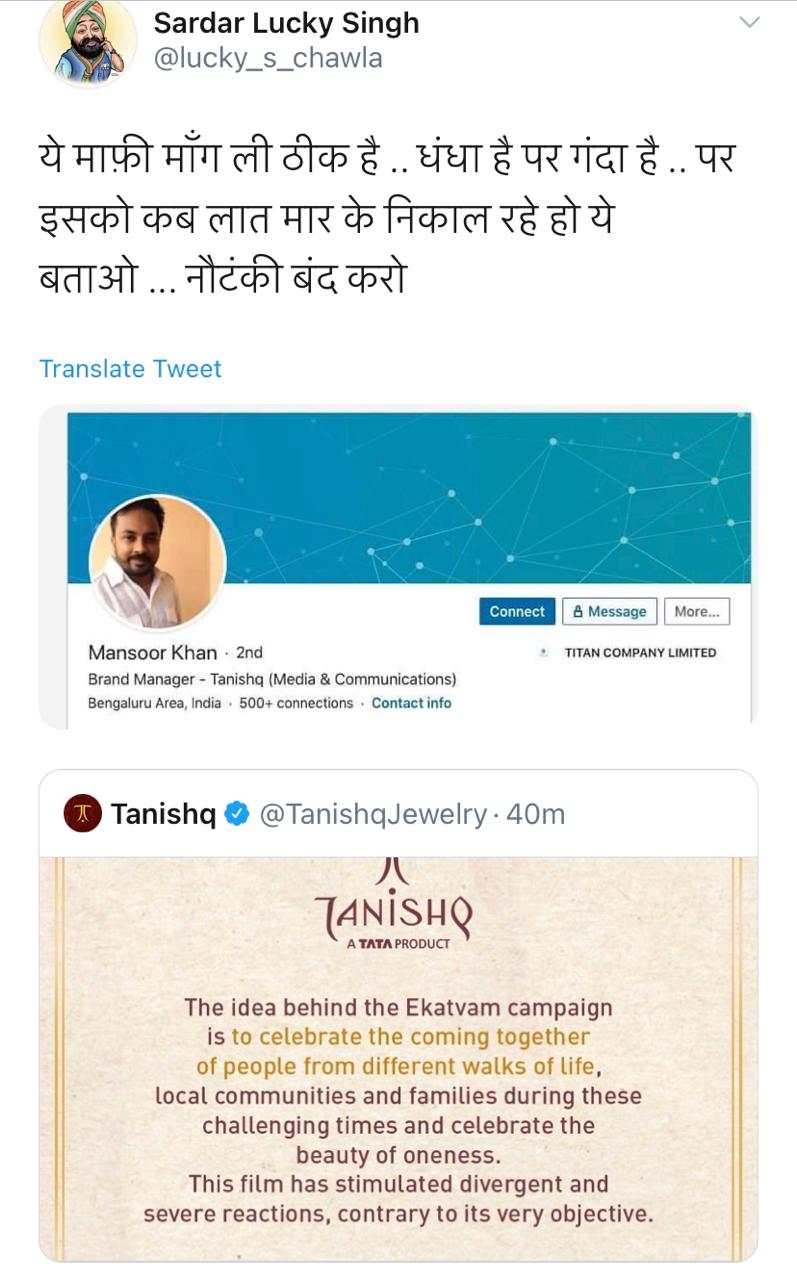 Sardar Lucky Singh
@lucky_s_chawla
ये माफ़ी माँग ली ठीक है .. धंधा है पर गंदा है .. पर
इसको कब लात मार के निकाल रहे हो ये
बताओ ... नौटंकी बंद करो
Translate Tweet
Connect
Message
More...
Mansoor Khan · 2nd
TITAN COMPANY LIMITED
Brand Manager - Tanishq (Media & Communications)
Bengaluru Area, India · 500+ connections · Contact info
Tanishq @TanishqJewelry · 40m
TANISHQ
A TATA PRODUCT
The idea behind the Ekatvam campaign
is to celebrate the coming together
of people from different walks of life,
local communities and families during these
challenging times and celebrate the
beauty of oneness.
This film has stimulated divergent and
severe reactions, contrary to its very objective.